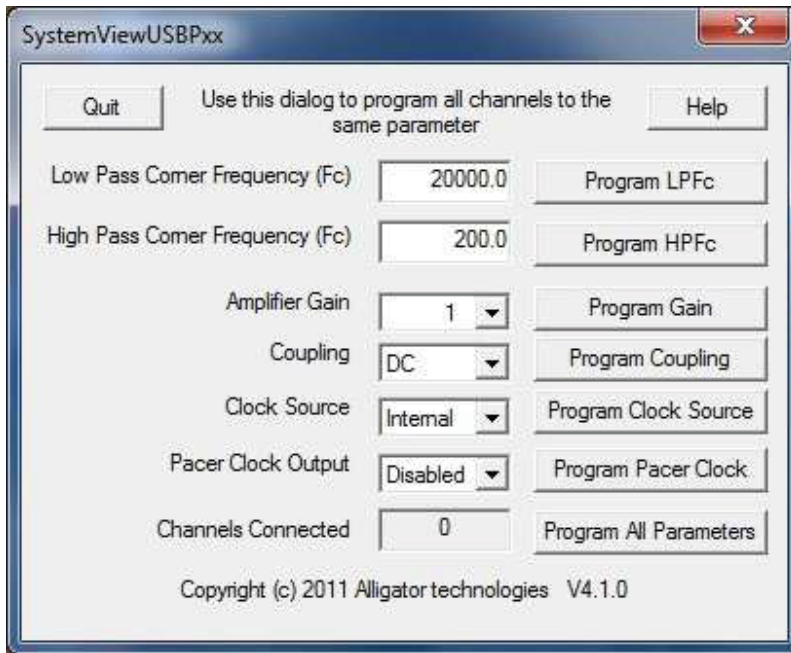 SystemViewUSBPxx
Quit
Use this dialog to program all channels to the
same parameter
Help
Low Pass Corner Frequency (Fc)
20000.0
Program LPFc
High Pass Corner Frequency (Fc)
200.0
Program HPFc
Amplifier Gain
1
Program Gain
Coupling
DC
Program Coupling
Clock Source
Internal
Program Clock Source
Pacer Clock Output
Disabled
Program Pacer Clock
Channels Connected
0
Program All Parameters
Copyright (c) 2011 Alligator technologies V4.1.0